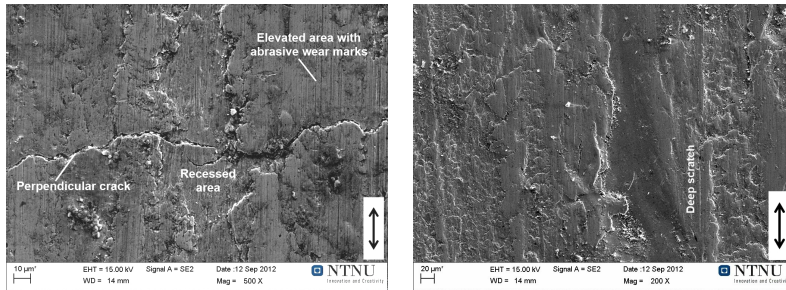 Elevated area with
abrasive wear marks
Perpendicular crack
Recessed
area
10 µm*
EHT = 15.00 kV
Signal A = SE2
Date :12 Sep 2012
WD = 14 mm
Mag = 500 X
NTNU
Innovation and Creativity
Deep scratch
20 µm*
EHT = 15.00 kV
Signal A = SE2
Date :12 Sep 2012
WD = 14 mm
Mag = 200 X
NTNU
Innovation and Creativity